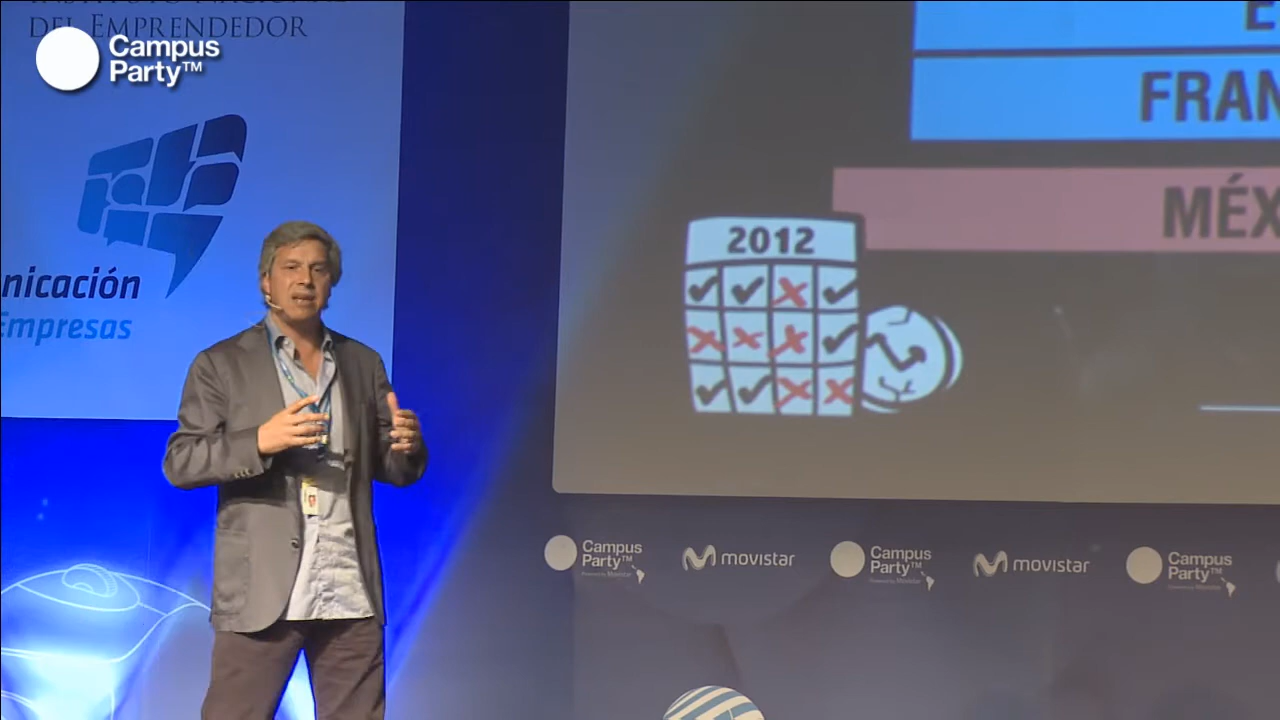 DEL EMPRENDEDOR
Campus
Party™
nicación
Empresas
FRAN
MÉX
2012
Campus
Party™
movistar
Campus
Party™
movistar
Campus
Party™